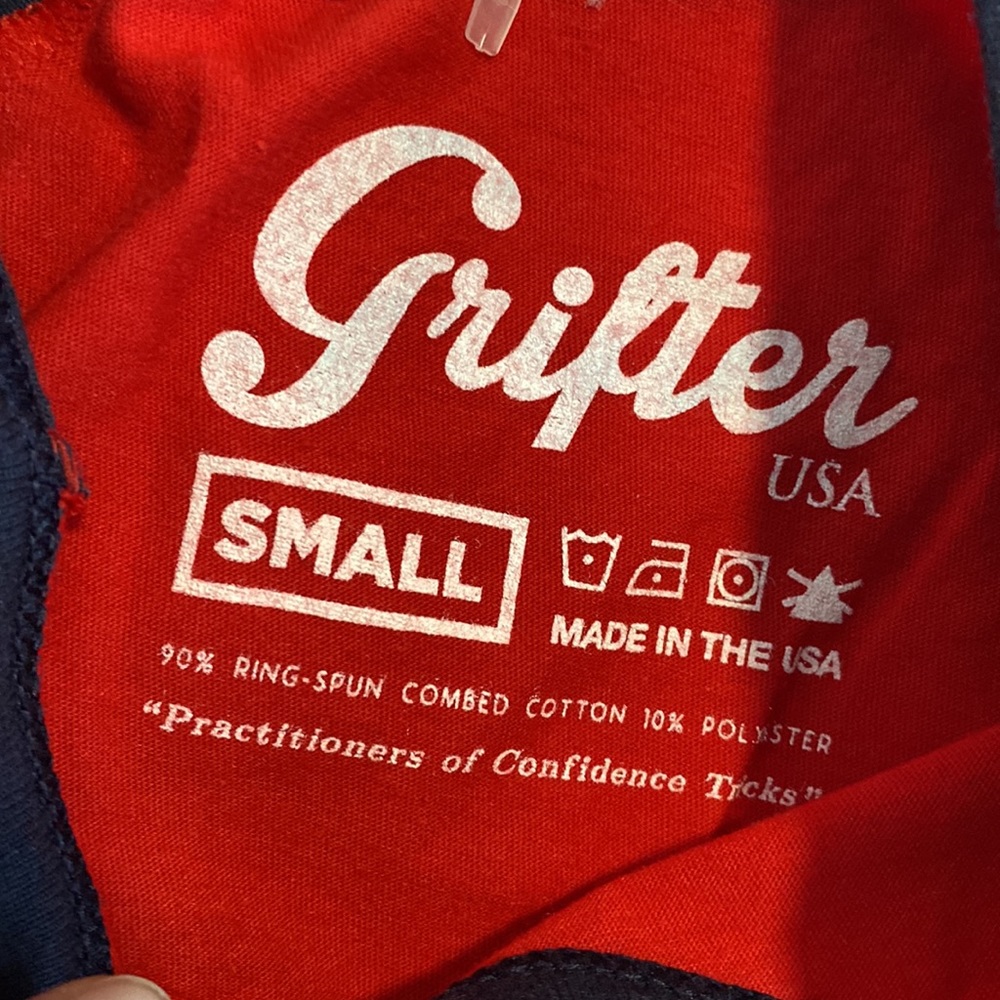 Grifter
USA
SMALL
MADE IN THE USA
90% RING-SPUN COMBED COTTON 10% POLYESTER
"Practitioners of Confidence Tricks"